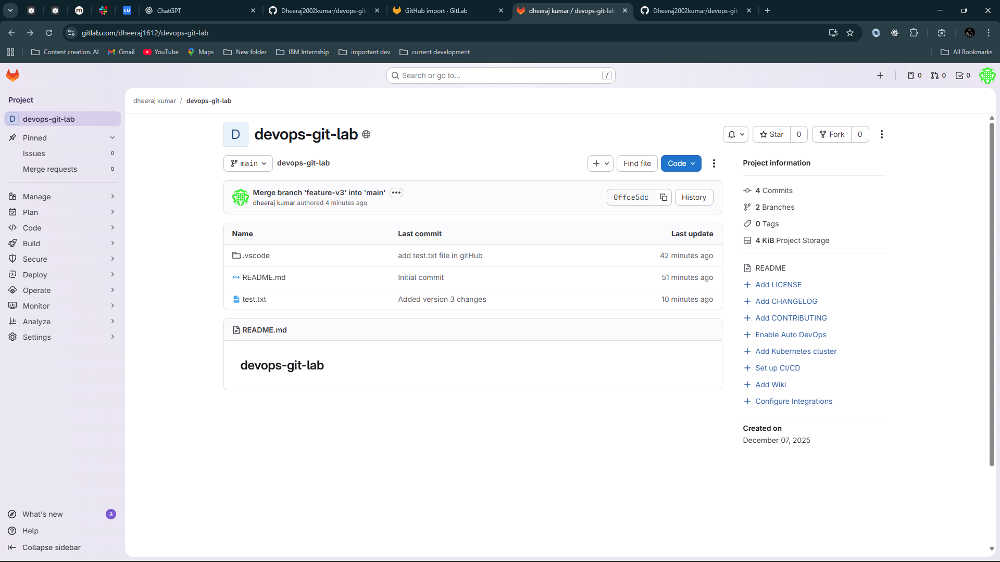 ChatGPT
Dheeraj2002kumar/devops-git-
GitHub import · GitLab
dheeraj kumar / devops-git-lab
Dheeraj2002kumar/devops-git-
LU
gitlab.com/dheeraj1612/devops-git-lab
Content creation. AI
Gmail
YouTube
Maps
New folder
IBM Internship
important dev
current development
All Bookmarks
Search or go to...
/
0
0
0
Project
D devops-git-lab
Pinned
Issues 0
Merge requests 0
Manage
Plan
Code
Build
Secure
Deploy
Operate
Monitor
Analyze
Settings
What's new 3
Help
Collapse sidebar
dheeraj kumar / devops-git-lab
D devops-git-lab
Star 0
Fork 0
main
devops-git-lab
Find file
Code
Merge branch 'feature-v3' into 'main'
dheeraj kumar authored 4 minutes ago
0ffce5dc
History
Name Last commit Last update
.vscode add test.txt file in gitHub 42 minutes ago
README.md Initial commit 51 minutes ago
test.txt Added version 3 changes 10 minutes ago
README.md
devops-git-lab
Project information
4 Commits
2 Branches
0 Tags
4 KiB Project Storage
README
Add LICENSE
Add CHANGELOG
Add CONTRIBUTING
Enable Auto DevOps
Add Kubernetes cluster
Set up CI/CD
Add Wiki
Configure Integrations
Created on
December 07, 2025